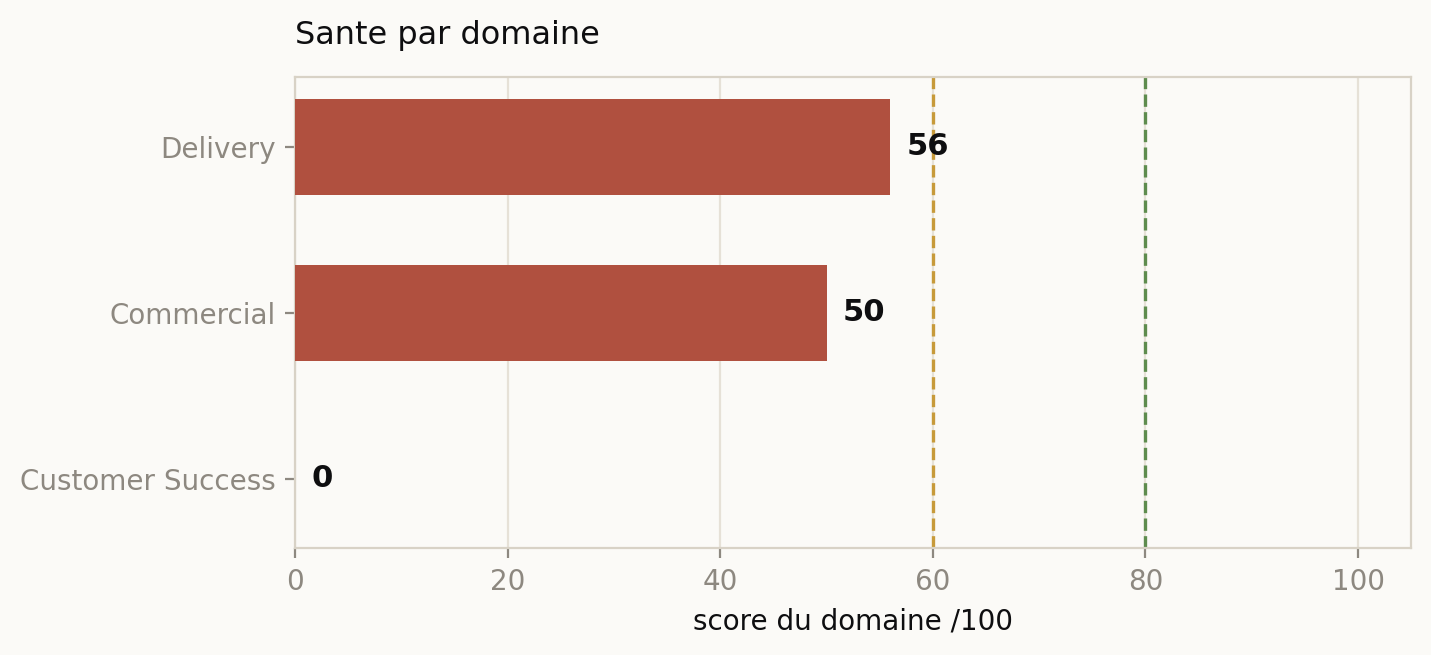 Sante par domaine
Delivery 56
Commercial 50
Customer Success 0
0 20 40 60 80 100
score du domaine /100